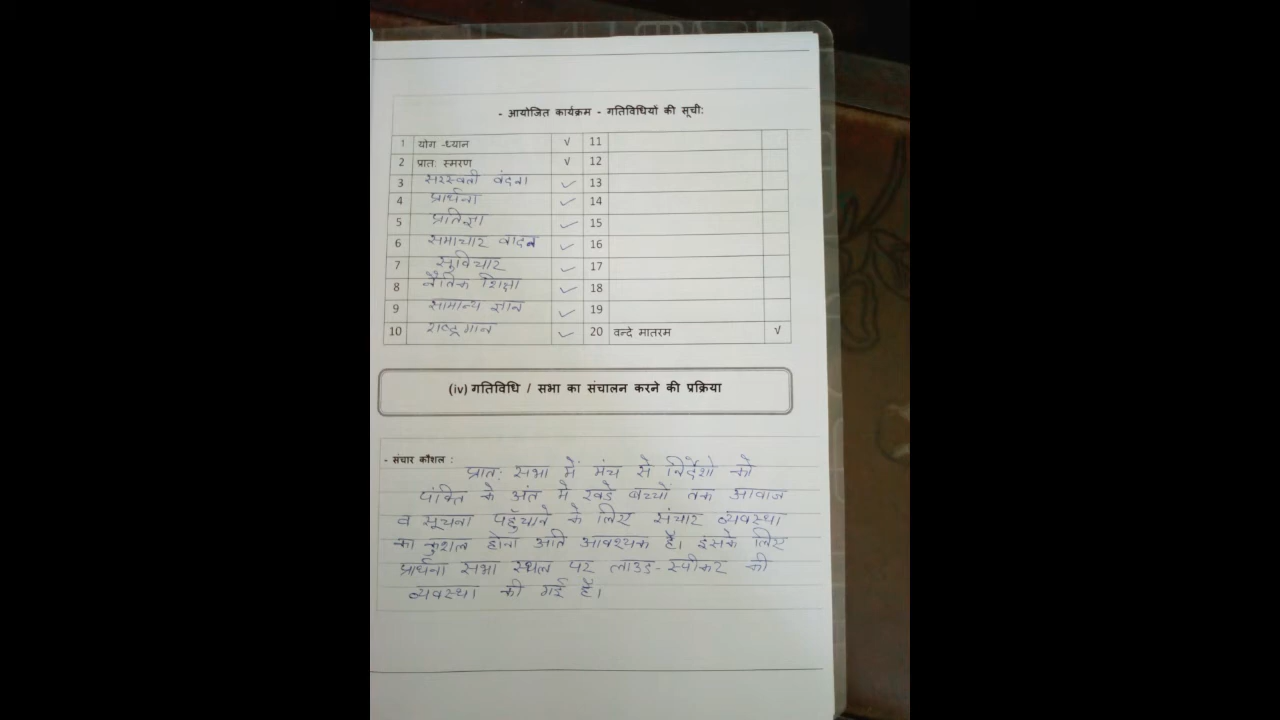 - आयोजित कार्यक्रम - गतिविधियों की सूची:
1 योग -ध्यान √ 11
2 प्रात: स्मरण √ 12
3 सरस्वती वंदना ✓ 13
4 प्रार्थना ✓ 14
5 प्रतिज्ञा ✓ 15
6 समाचार वादन ✓ 16
7 सुविचार ✓ 17
8 नैतिक शिक्षा ✓ 18
9 सामान्य ज्ञान ✓ 19
10 राष्ट्रगान ✓ 20 वन्दे मातरम √
(iv) गतिविधि / सभा का संचालन करने की प्रक्रिया
- संचार कौशल :
प्रात: सभा में मंच से निर्देशो को
पंक्ति के अंत मे खडे बच्चों तक आवाज
व सूचना पहुँचाने के लिए संचार व्यवस्था
का कुशल होना अति आवश्यक है। इसके लिए
प्रार्थना सभा स्थल पर लाउड-स्पीकर की
व्यवस्था की गई है।